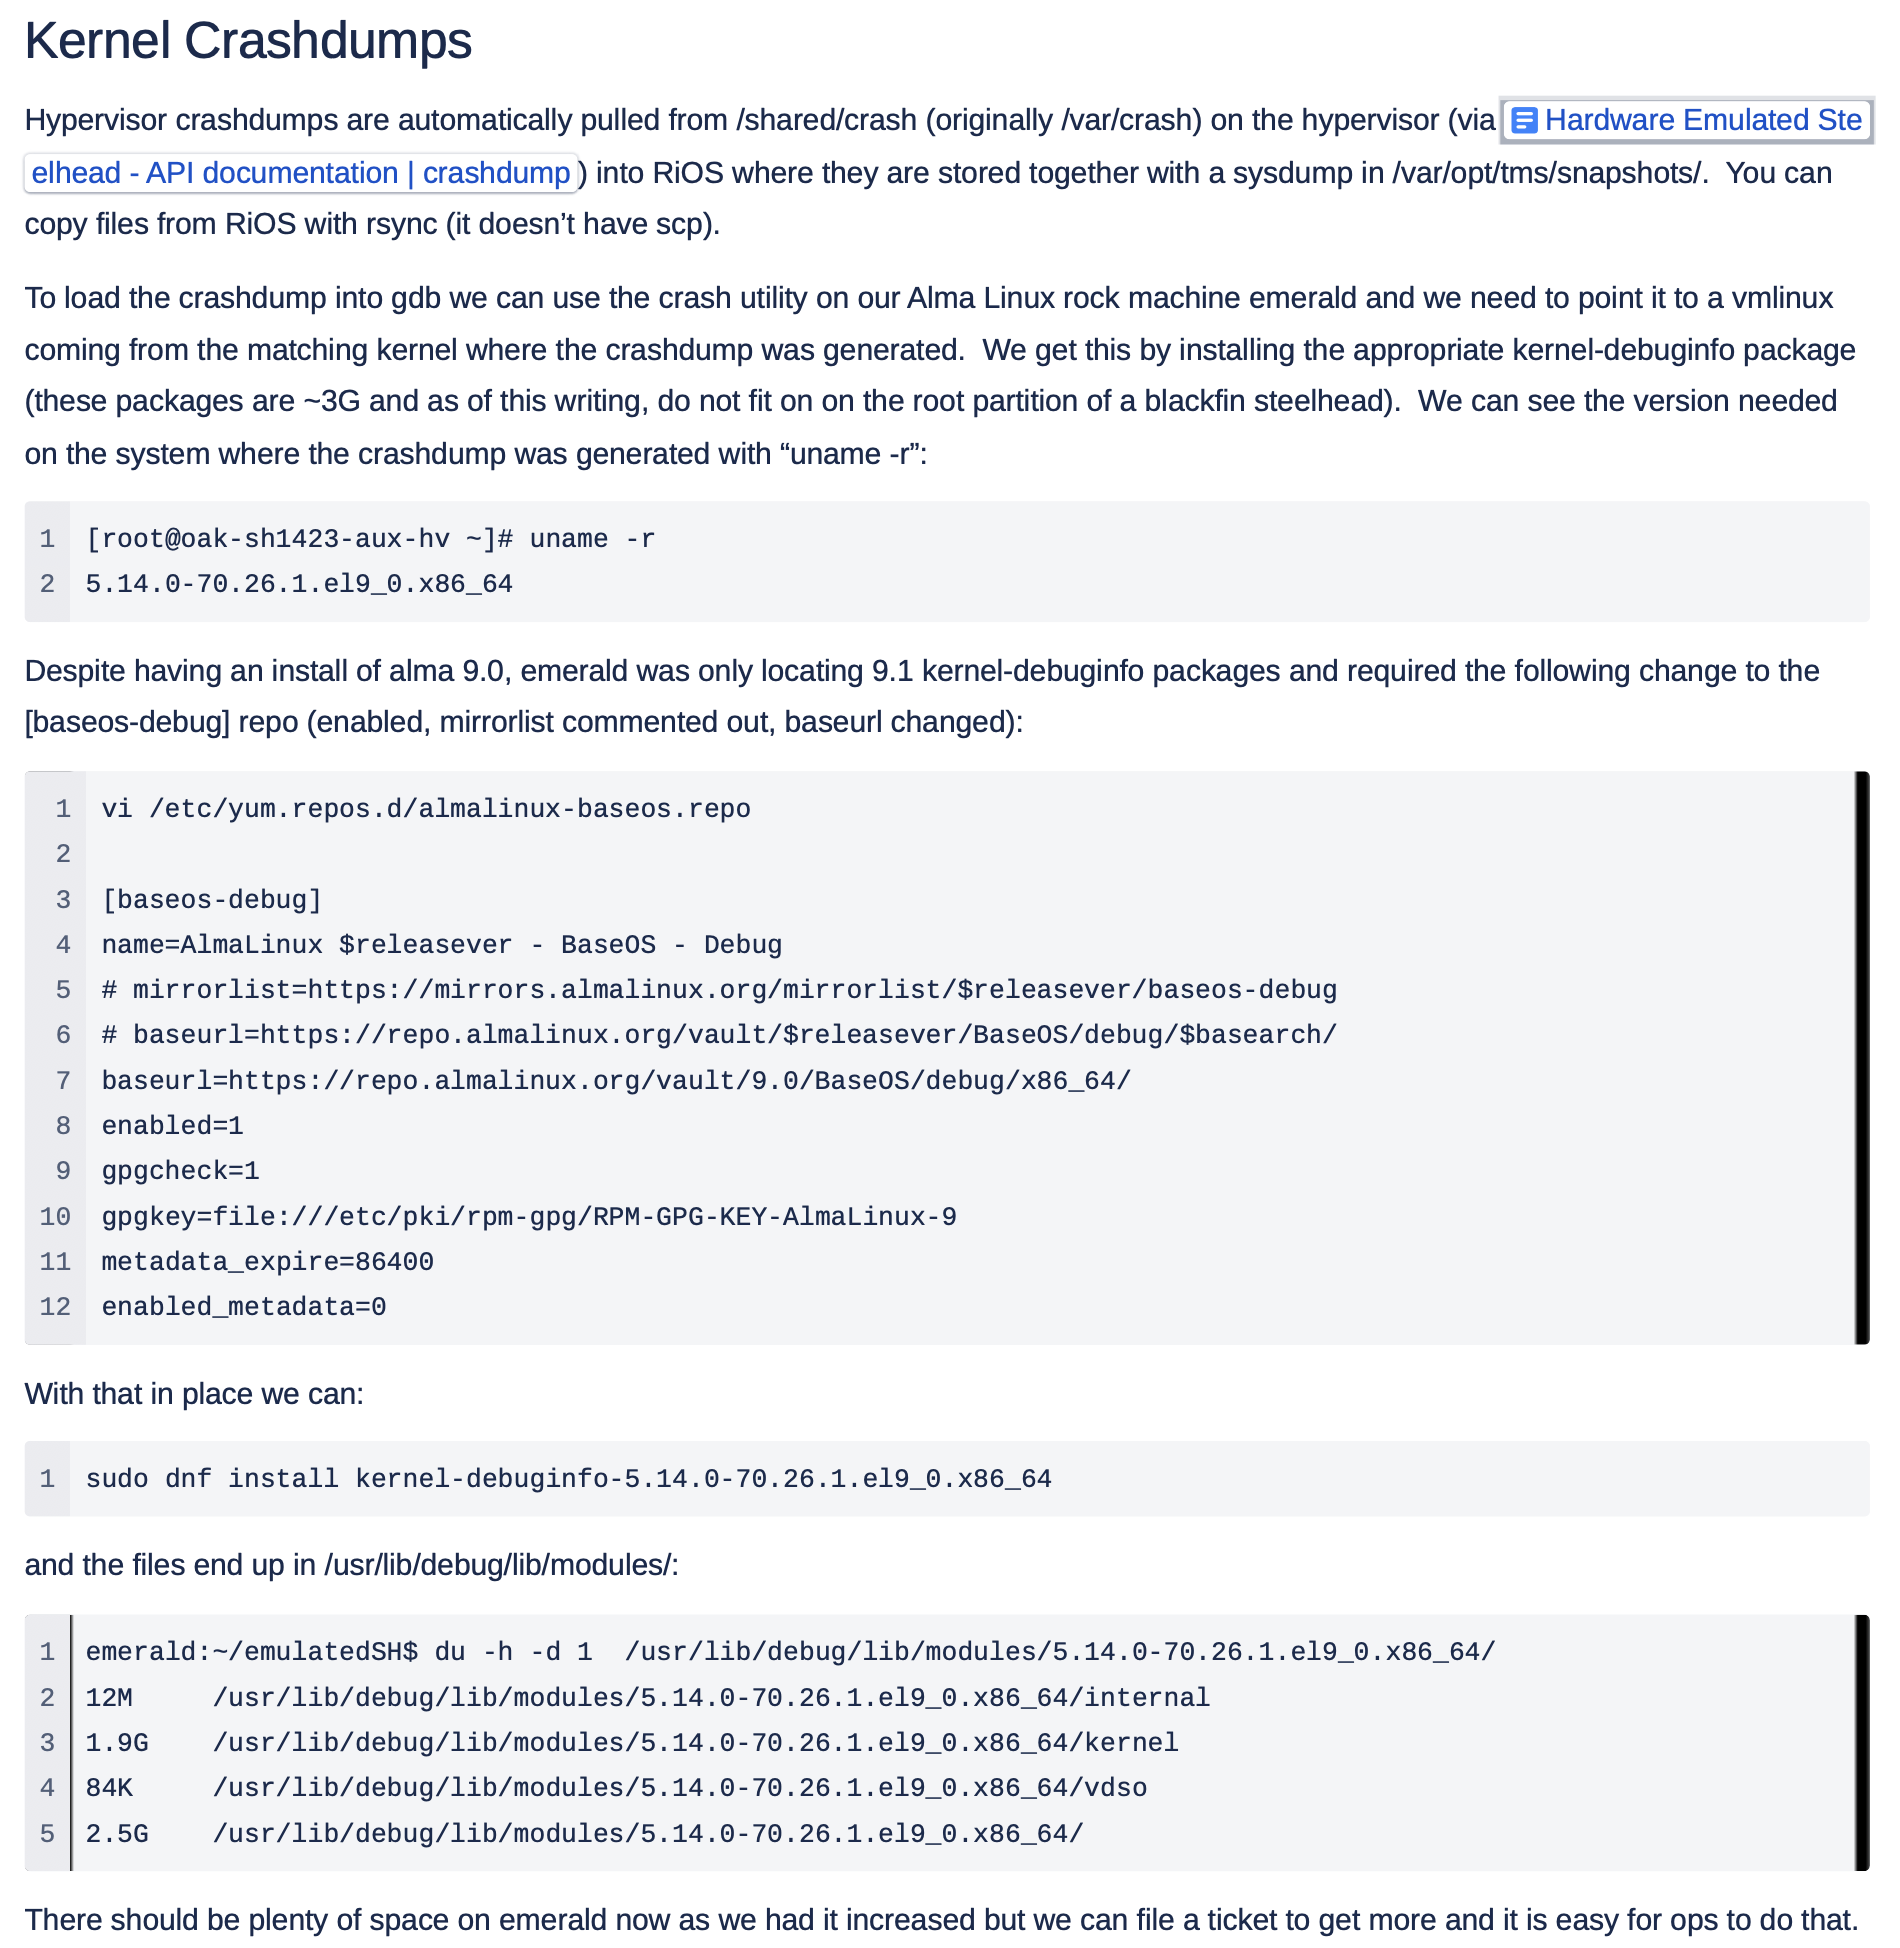 Kernel Crashdumps
Hypervisor crashdumps are automatically pulled from /shared/crash (originally /var/crash) on the hypervisor (via Hardware Emulated Ste
elhead - API documentation | crashdump) into RiOS where they are stored together with a sysdump in /var/opt/tms/snapshots/.  You can
copy files from RiOS with rsync (it doesn’t have scp).
To load the crashdump into gdb we can use the crash utility on our Alma Linux rock machine emerald and we need to point it to a vmlinux
coming from the matching kernel where the crashdump was generated.  We get this by installing the appropriate kernel-debuginfo package
(these packages are ~3G and as of this writing, do not fit on on the root partition of a blackfin steelhead).  We can see the version needed
on the system where the crashdump was generated with “uname -r”:
1 [root@oak-sh1423-aux-hv ~]# uname -r
2 5.14.0-70.26.1.el9_0.x86_64
Despite having an install of alma 9.0, emerald was only locating 9.1 kernel-debuginfo packages and required the following change to the
[baseos-debug] repo (enabled, mirrorlist commented out, baseurl changed):
1 vi /etc/yum.repos.d/almalinux-baseos.repo
2
3 [baseos-debug]
4 name=AlmaLinux $releasever - BaseOS - Debug
5 # mirrorlist=https://mirrors.almalinux.org/mirrorlist/$releasever/baseos-debug
6 # baseurl=https://repo.almalinux.org/vault/$releasever/BaseOS/debug/$basearch/
7 baseurl=https://repo.almalinux.org/vault/9.0/BaseOS/debug/x86_64/
8 enabled=1
9 gpgcheck=1
10 gpgkey=file:///etc/pki/rpm-gpg/RPM-GPG-KEY-AlmaLinux-9
11 metadata_expire=86400
12 enabled_metadata=0
With that in place we can:
1 sudo dnf install kernel-debuginfo-5.14.0-70.26.1.el9_0.x86_64
and the files end up in /usr/lib/debug/lib/modules/:
1 emerald:~/emulatedSH$ du -h -d 1  /usr/lib/debug/lib/modules/5.14.0-70.26.1.el9_0.x86_64/
2 12M     /usr/lib/debug/lib/modules/5.14.0-70.26.1.el9_0.x86_64/internal
3 1.9G    /usr/lib/debug/lib/modules/5.14.0-70.26.1.el9_0.x86_64/kernel
4 84K     /usr/lib/debug/lib/modules/5.14.0-70.26.1.el9_0.x86_64/vdso
5 2.5G    /usr/lib/debug/lib/modules/5.14.0-70.26.1.el9_0.x86_64/
There should be plenty of space on emerald now as we had it increased but we can file a ticket to get more and it is easy for ops to do that.